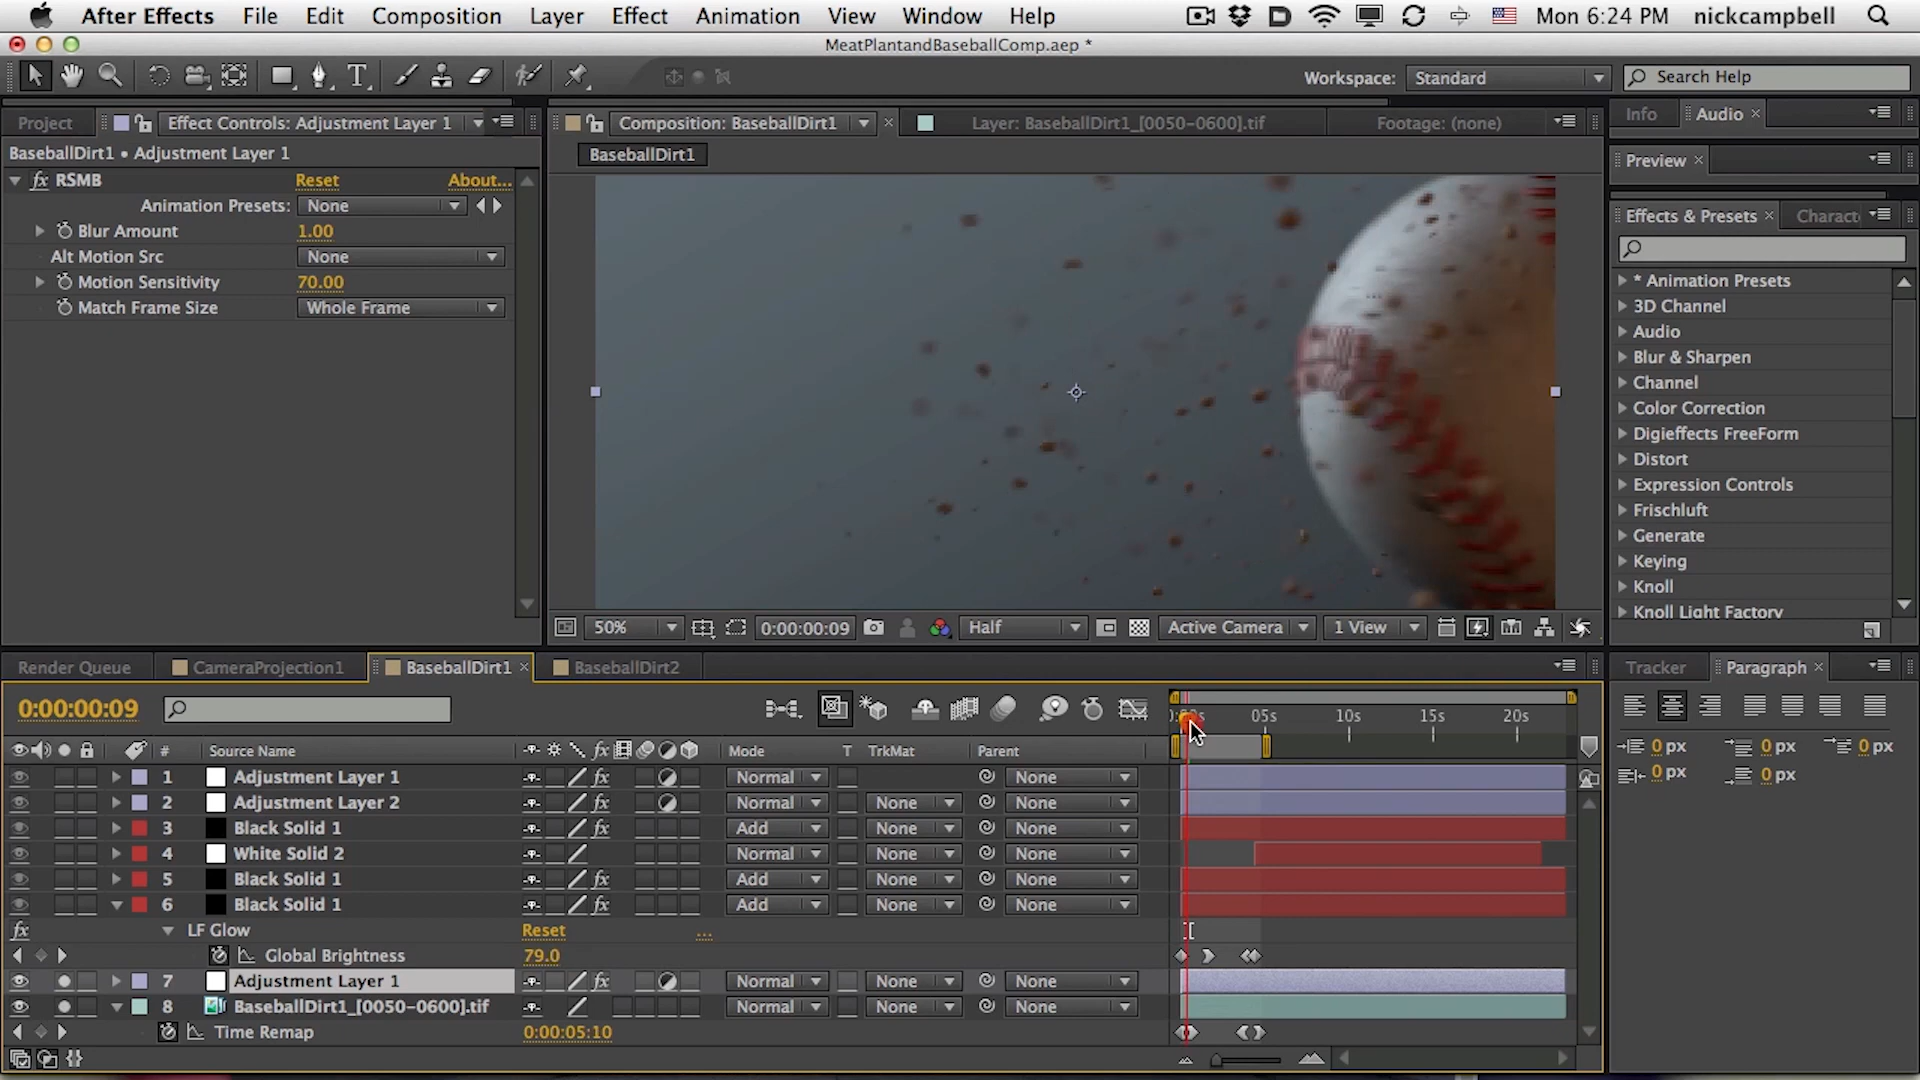 After Effects File Edit Composition Layer Effect Animation View Window Help Mon 6:24 PM nickcampbell
MeatPlantandBaseballComp.aep *
Workspace: Standard Search Help
Project Effect Controls: Adjustment Layer 1 Composition: BaseballDirt1 Layer: BaseballDirt1_[0050-0600].tif Footage: (none) Info Audio
BaseballDirt1 • Adjustment Layer 1 BaseballDirt1 Preview
fx RSMB Reset About...
Animation Presets: None
Blur Amount 1.00
Alt Motion Src None
Motion Sensitivity 70.00
Match Frame Size Whole Frame
Effects & Presets Charact
* Animation Presets
3D Channel
Audio
Blur & Sharpen
Channel
Color Correction
Digieffects FreeForm
Distort
Expression Controls
Frischluft
Generate
Keying
Knoll
Knoll Light Factory
50% 0:00:00:09 Half Active Camera 1 View
Render Queue CameraProjection1 BaseballDirt1 BaseballDirt2 Tracker Paragraph
0:00:00:09 05s 10s 15s 20s
# Source Name fx Mode T TrkMat Parent
1 Adjustment Layer 1 fx Normal None
2 Adjustment Layer 2 fx Normal None None
3 Black Solid 1 fx Add None None
4 White Solid 2 Normal None None
5 Black Solid 1 fx Add None None
6 Black Solid 1 fx Add None None
fx LF Glow Reset ...
Global Brightness 79.0
7 Adjustment Layer 1 fx Normal None None
8 BaseballDirt1_[0050-0600].tif Normal None None
Time Remap 0:00:05:10
0 px 0 px 0 px
0 px 0 px